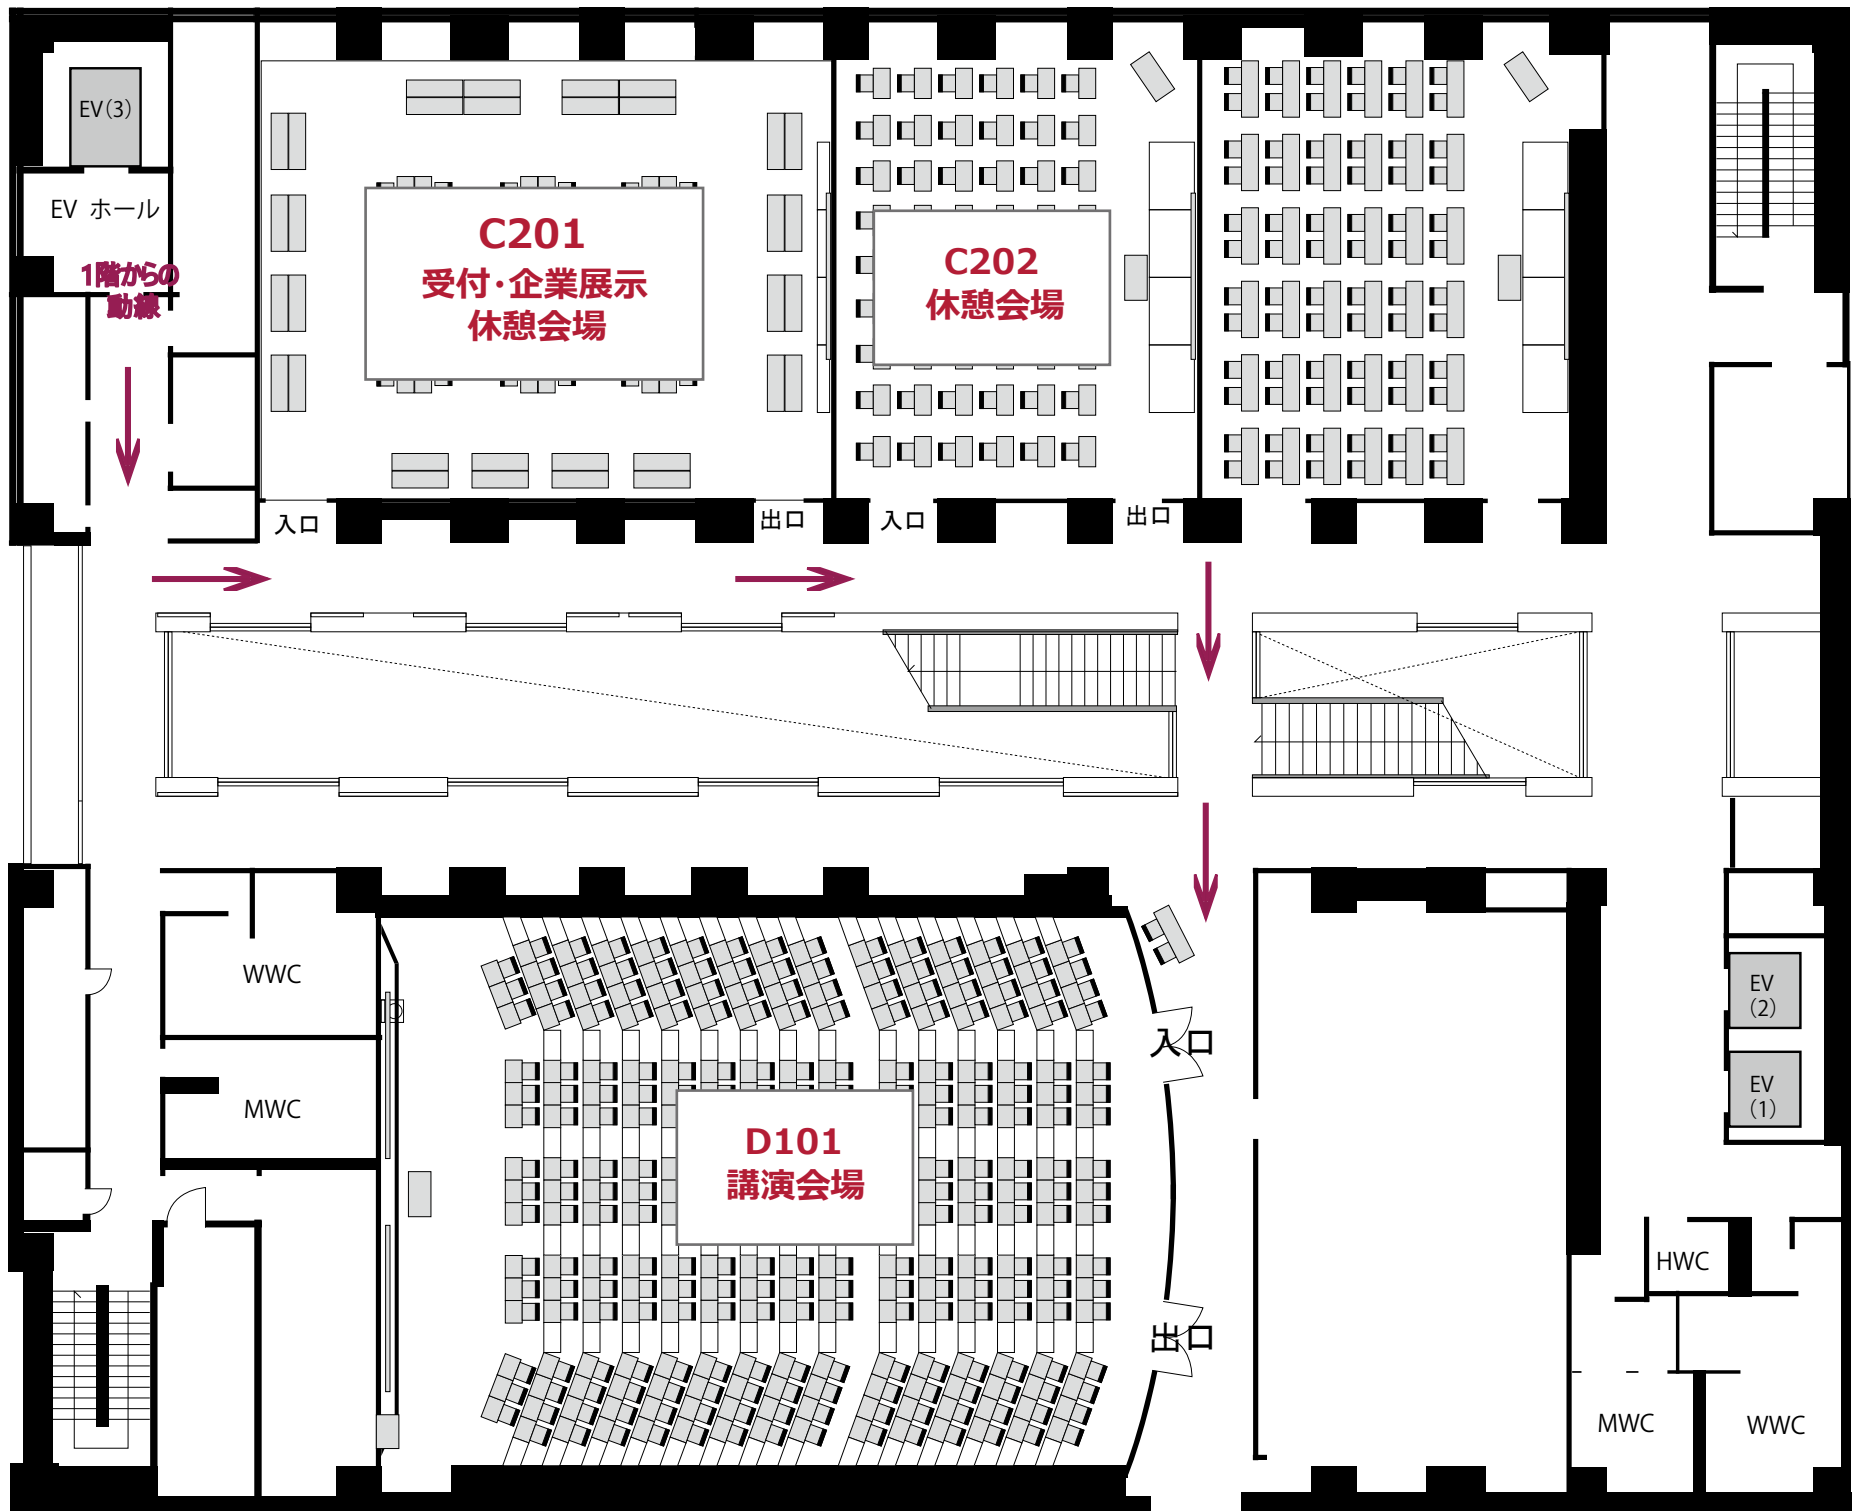 EV(3)
EV ホール
1階からの
動線
C201
受付・企業展示
休憩会場
C202
休憩会場
入口
出口
入口
出口
WWC
MWC
D101
講演会場
入口
出口
EV
(2)
EV
(1)
HWC
MWC
WWC